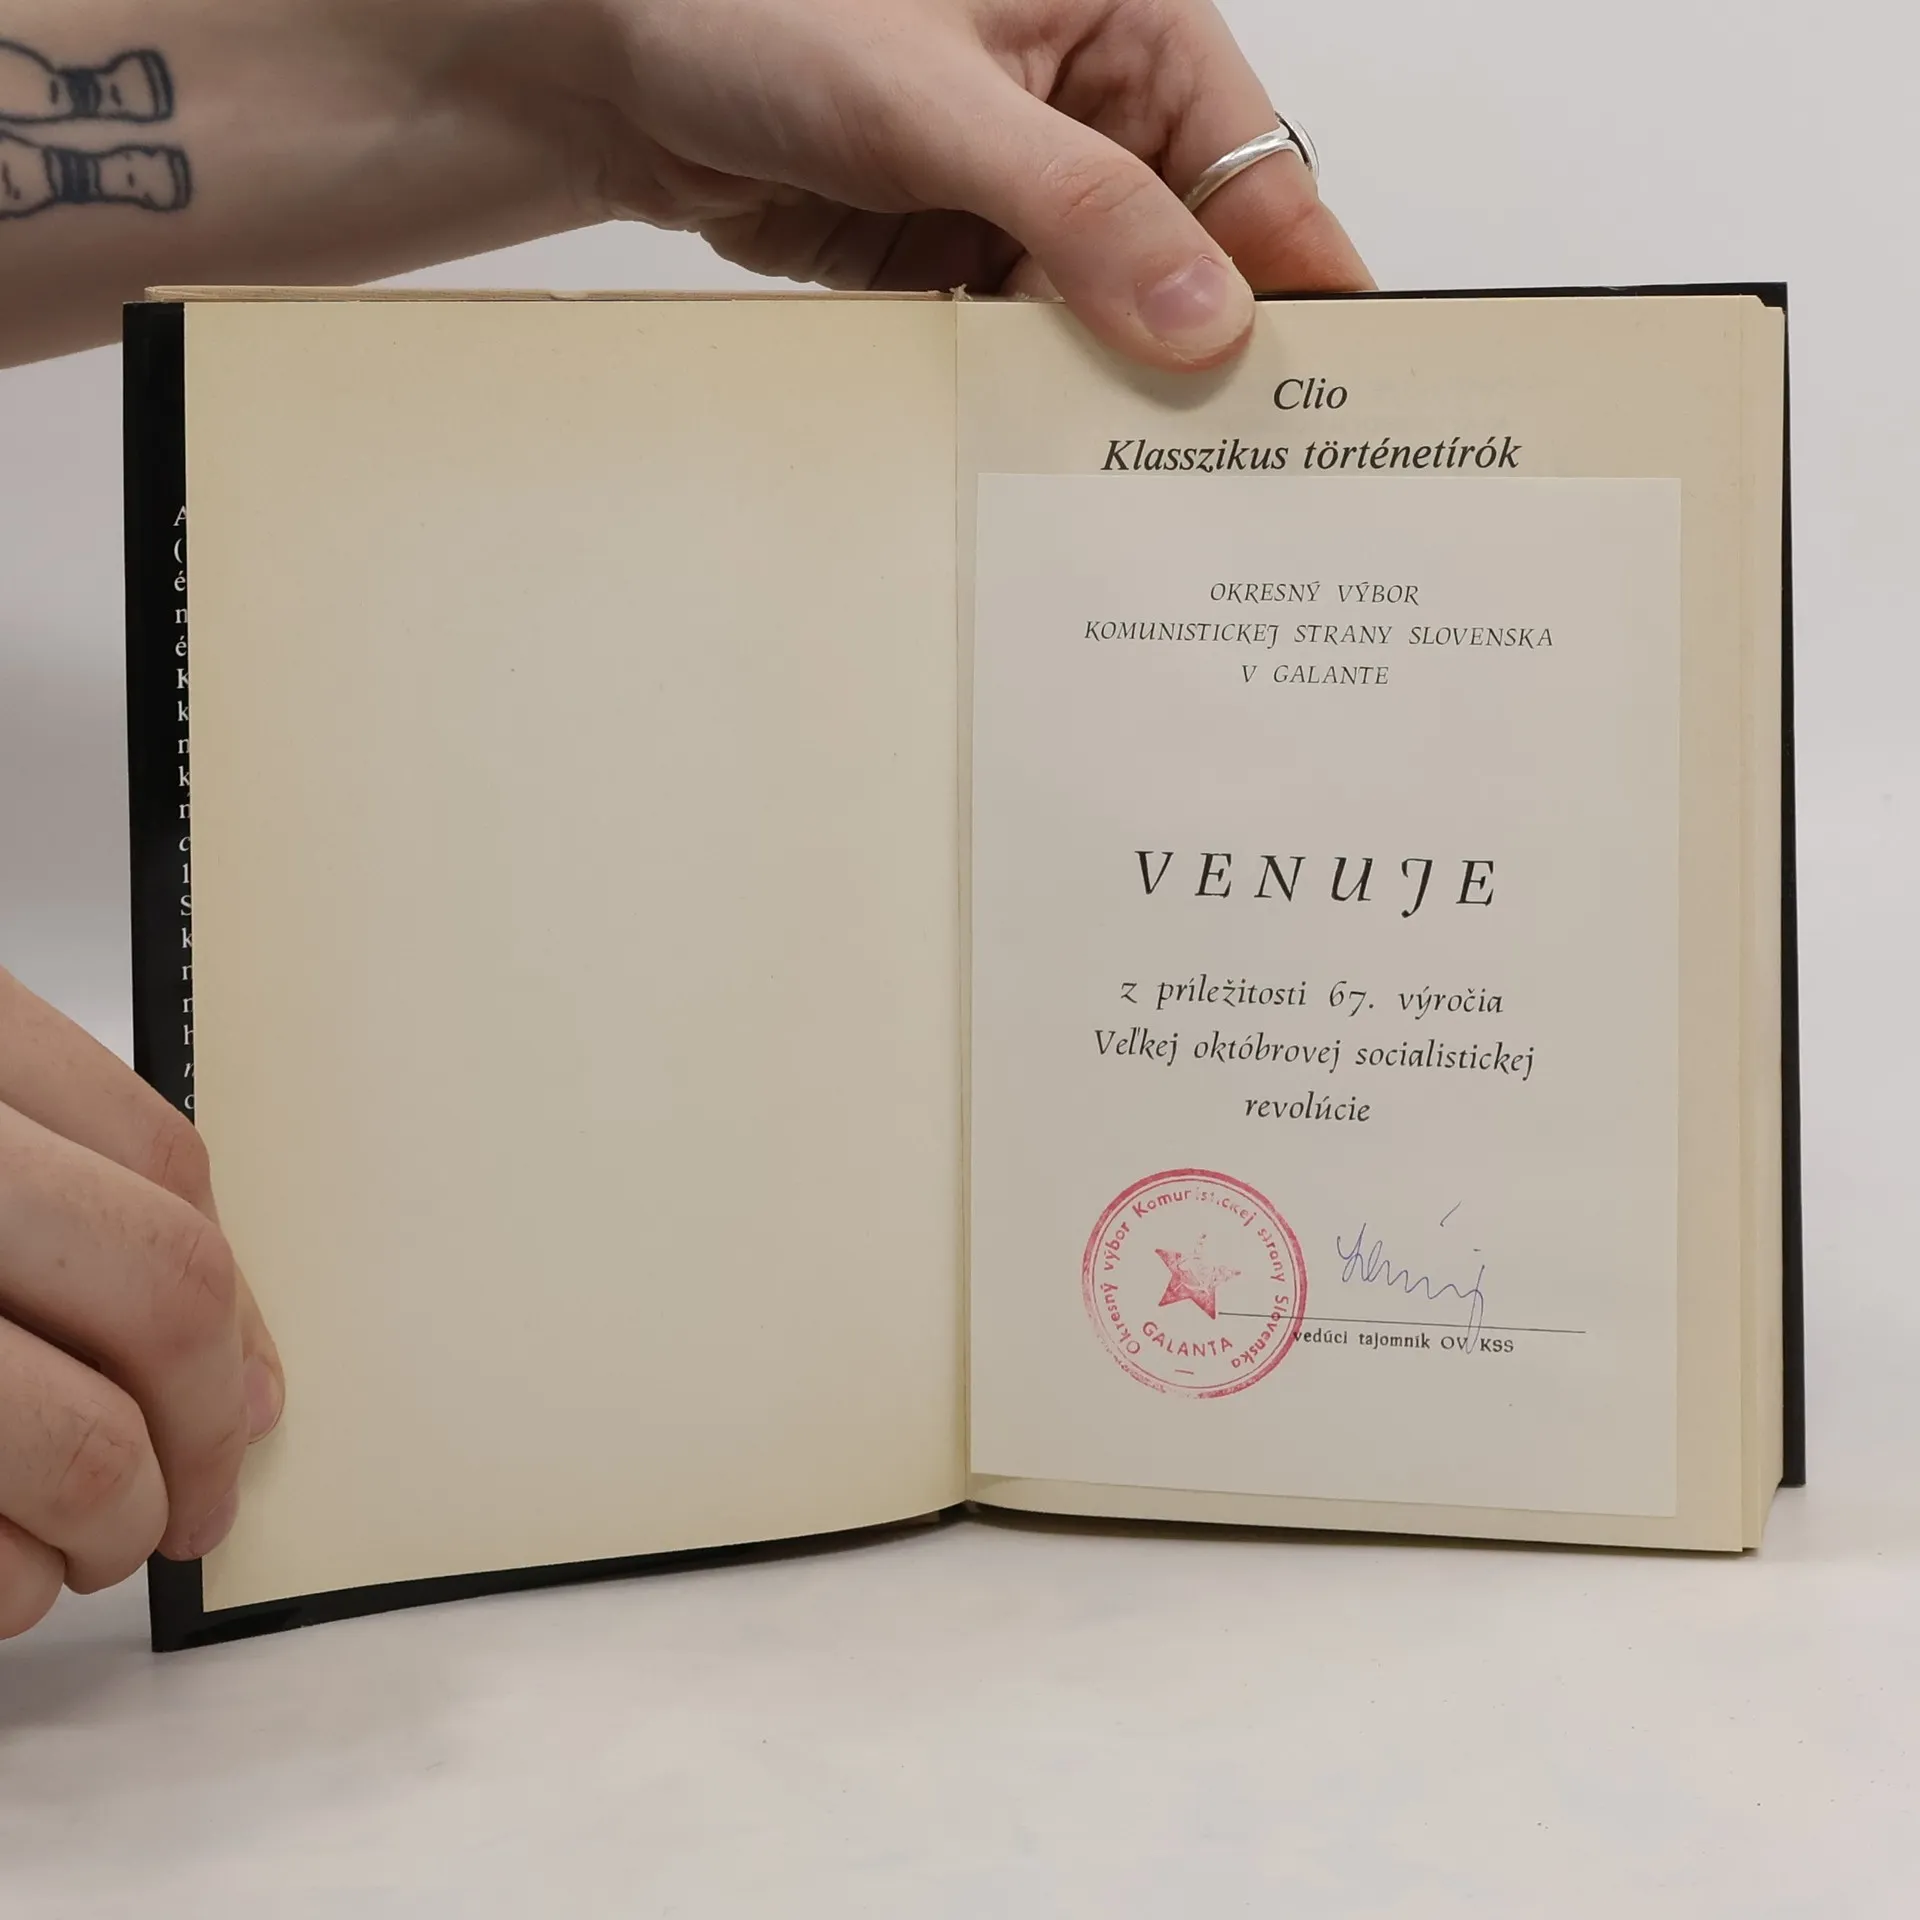 A
(
é
n
é
K
k
n
k
n
c
l
S
k
n
n
h
n
c
Clio
Klasszikus történetírók
OKRESNÝ VÝBOR
KOMUNISTICKEJ STRANY SLOVENSKA
V GALANTE
VENUJE
z príležitosti 67. výročia
Veľkej októbrovej socialistickej
revolúcie
Okresný výbor Komunistickej strany Slovenska
GALANTA
vedúci tajomník OV KSS